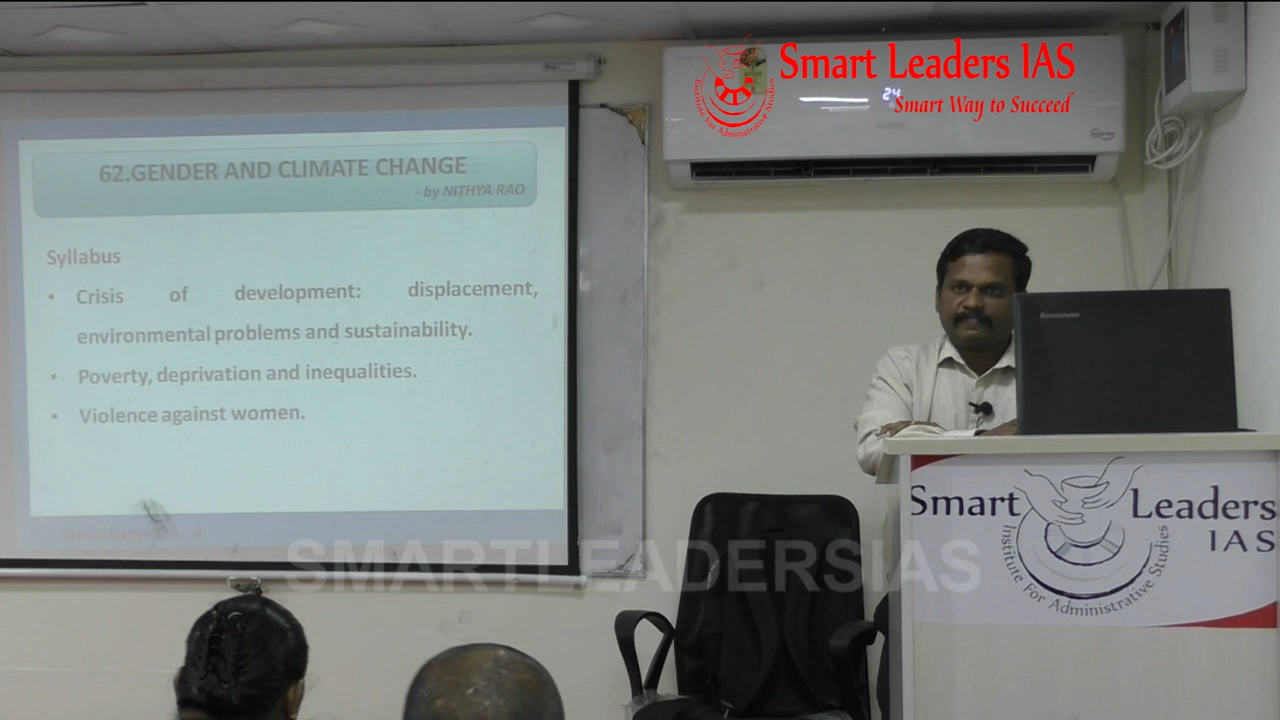 62.GENDER AND CLIMATE CHANGE
- by NITHYA RAO
Syllabus
• Crisis of development: displacement,
environmental problems and sustainability.
• Poverty, deprivation and inequalities.
• Violence against women.
Smart Leaders IAS
Smart Way to Succeed
Institute For Administrative Studies
24
lenovo
Smart Leaders
IAS
Institute For Administrative Studies
SMARTLEADERSIAS